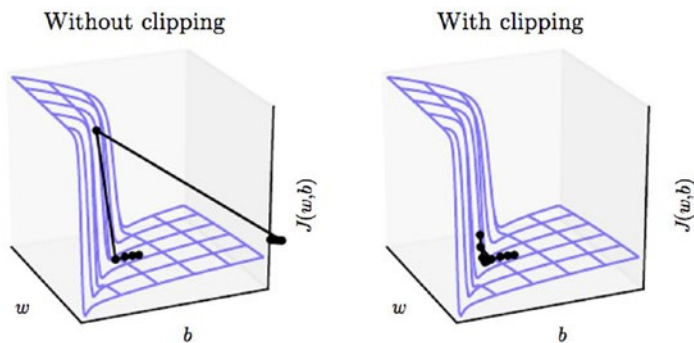 Without clipping
With clipping
J(w,b)
J(w,b)
w
b
w
b